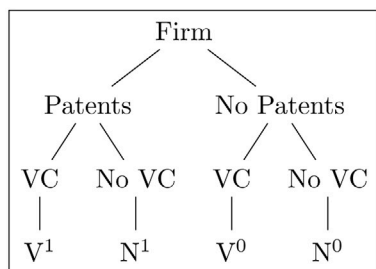 Firm
Patents No Patents
VC No VC VC No VC
V¹ N¹ V⁰ N⁰